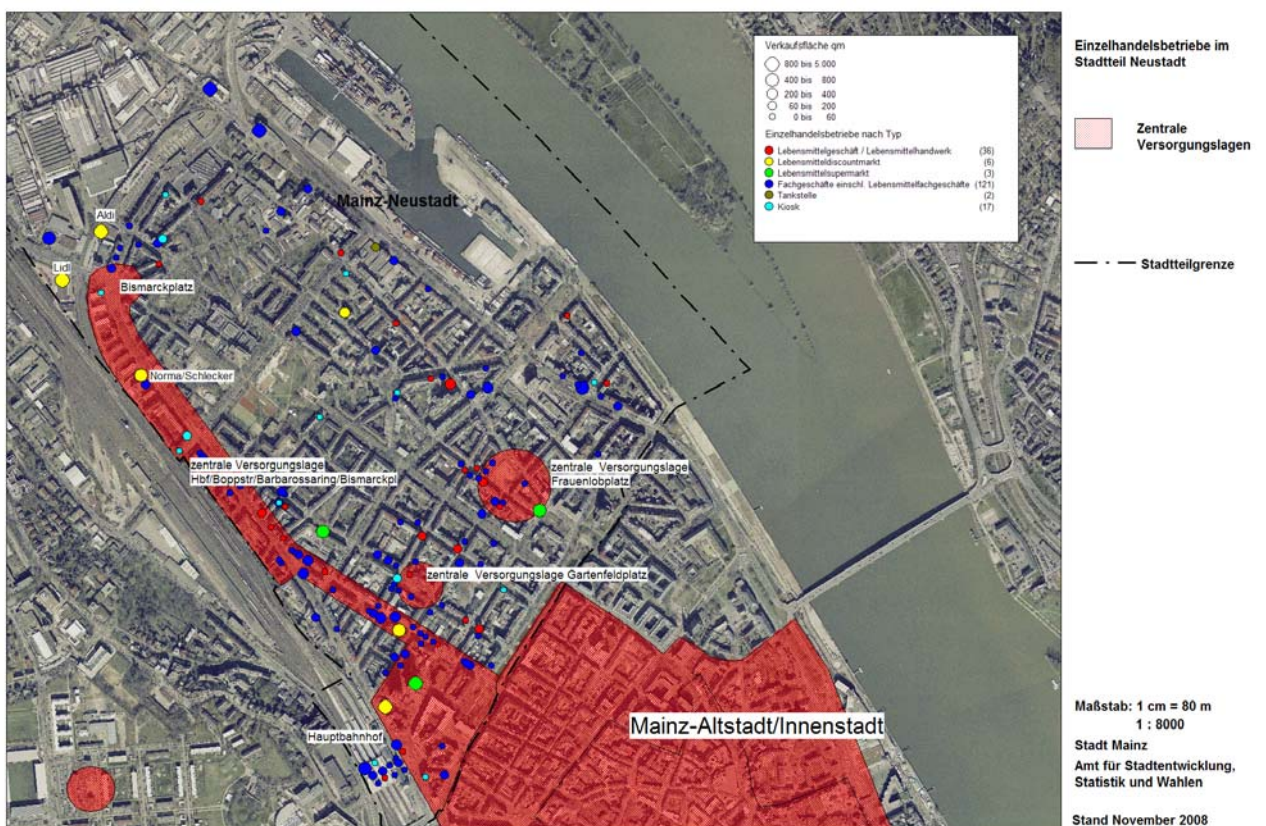 Verkaufsfläche qm
800 bis 5.000
400 bis 800
200 bis 400
60 bis 200
0 bis 60
Einzelhandelsbetriebe nach Typ
Lebensmittelgeschäft / Lebensmittelhandwerk (36)
Lebensmitteldiscountmarkt (6)
Lebensmittelsupermarkt (3)
Fachgeschäfte einschl. Lebensmittelfachgeschäfte (121)
Tankstelle (2)
Kiosk (17)
Einzelhandelsbetriebe im
Stadtteil Neustadt
Zentrale
Versorgungslagen
Stadtteilgrenze
Mainz-Neustadt
Aldi
Lidl
Bismarckplatz
Norma/Schlecker
zentrale Versorgungslage
Hbf/Boppstr/Barbarossaring/Bismarckpl
zentrale Versorgungslage
Frauenlobplatz
zentrale Versorgungslage Gartenfeldplatz
Mainz-Altstadt/Innenstadt
Hauptbahnhof
Maßstab: 1 cm = 80 m
1 : 8000
Stadt Mainz
Amt für Stadtentwicklung,
Statistik und Wahlen
Stand November 2008